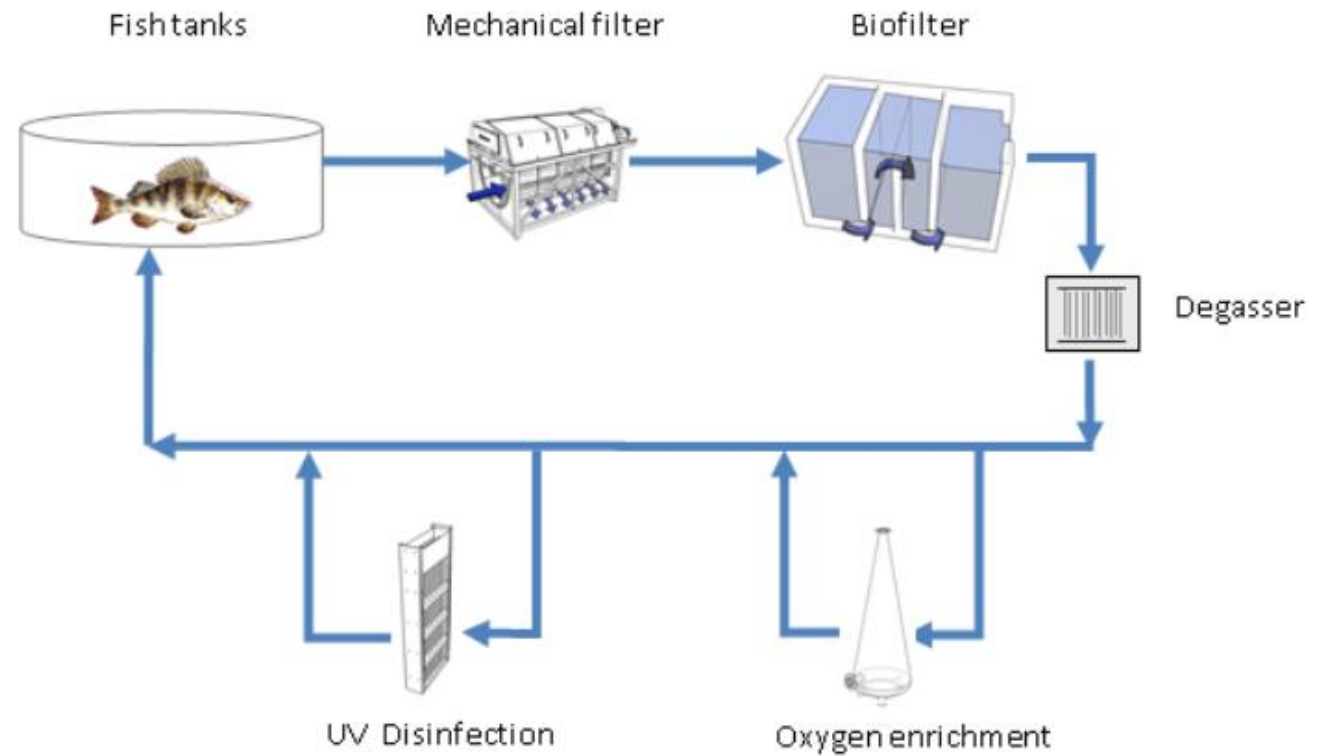 Fish tanks
Mechanical filter
Biofilter
Degasser
UV Disinfection
Oxygen enrichment